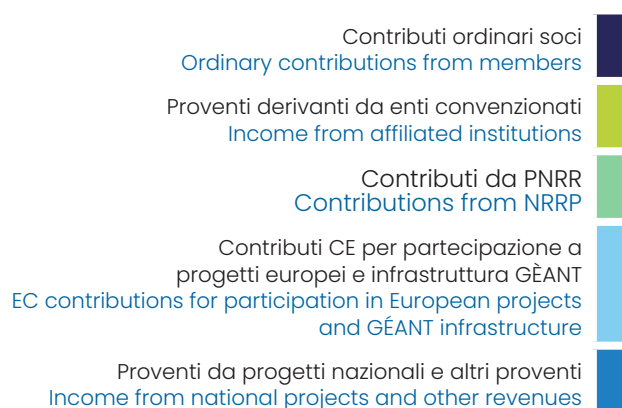 Contributi ordinari soci
Ordinary contributions from members
Proventi derivanti da enti convenzionati
Income from affiliated institutions
Contributi da PNRR
Contributions from NRRP
Contributi CE per partecipazione a
progetti europei e infrastruttura GÈANT
EC contributions for participation in European projects
and GÉANT infrastructure
Proventi da progetti nazionali e altri proventi
Income from national projects and other revenues